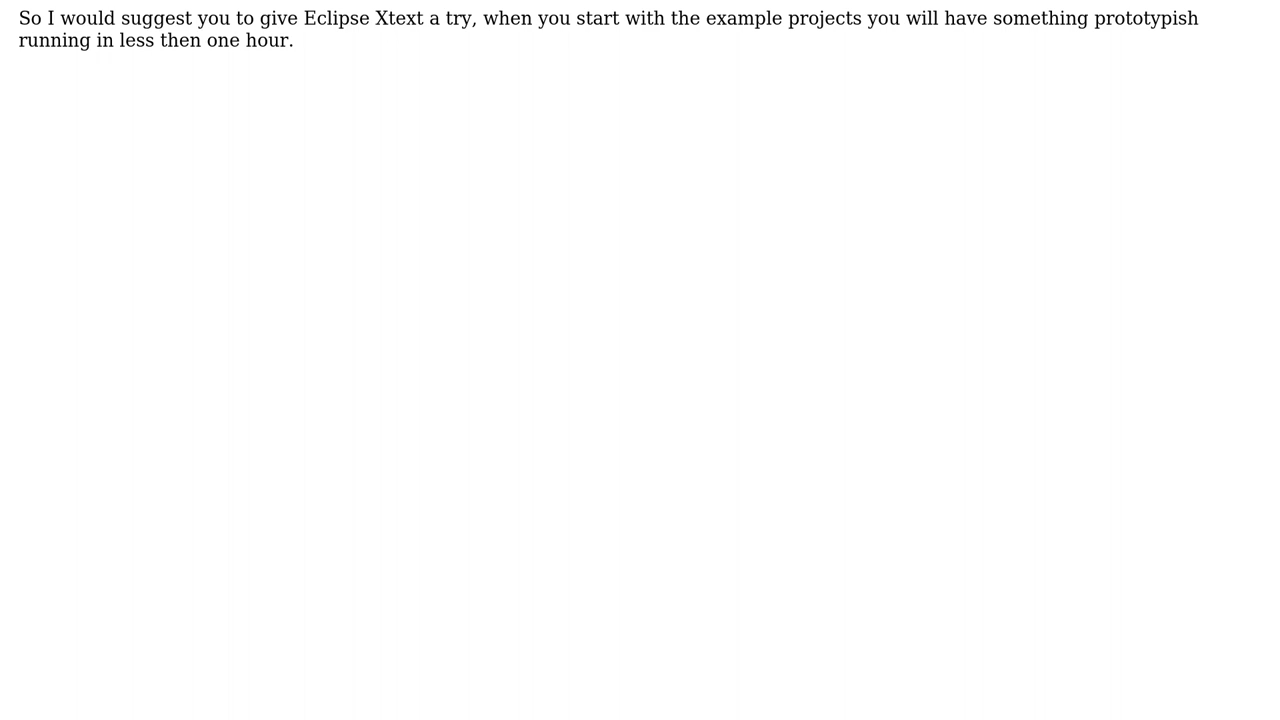 So I would suggest you to give Eclipse Xtext a try, when you start with the example projects you will have something prototypish
running in less then one hour.